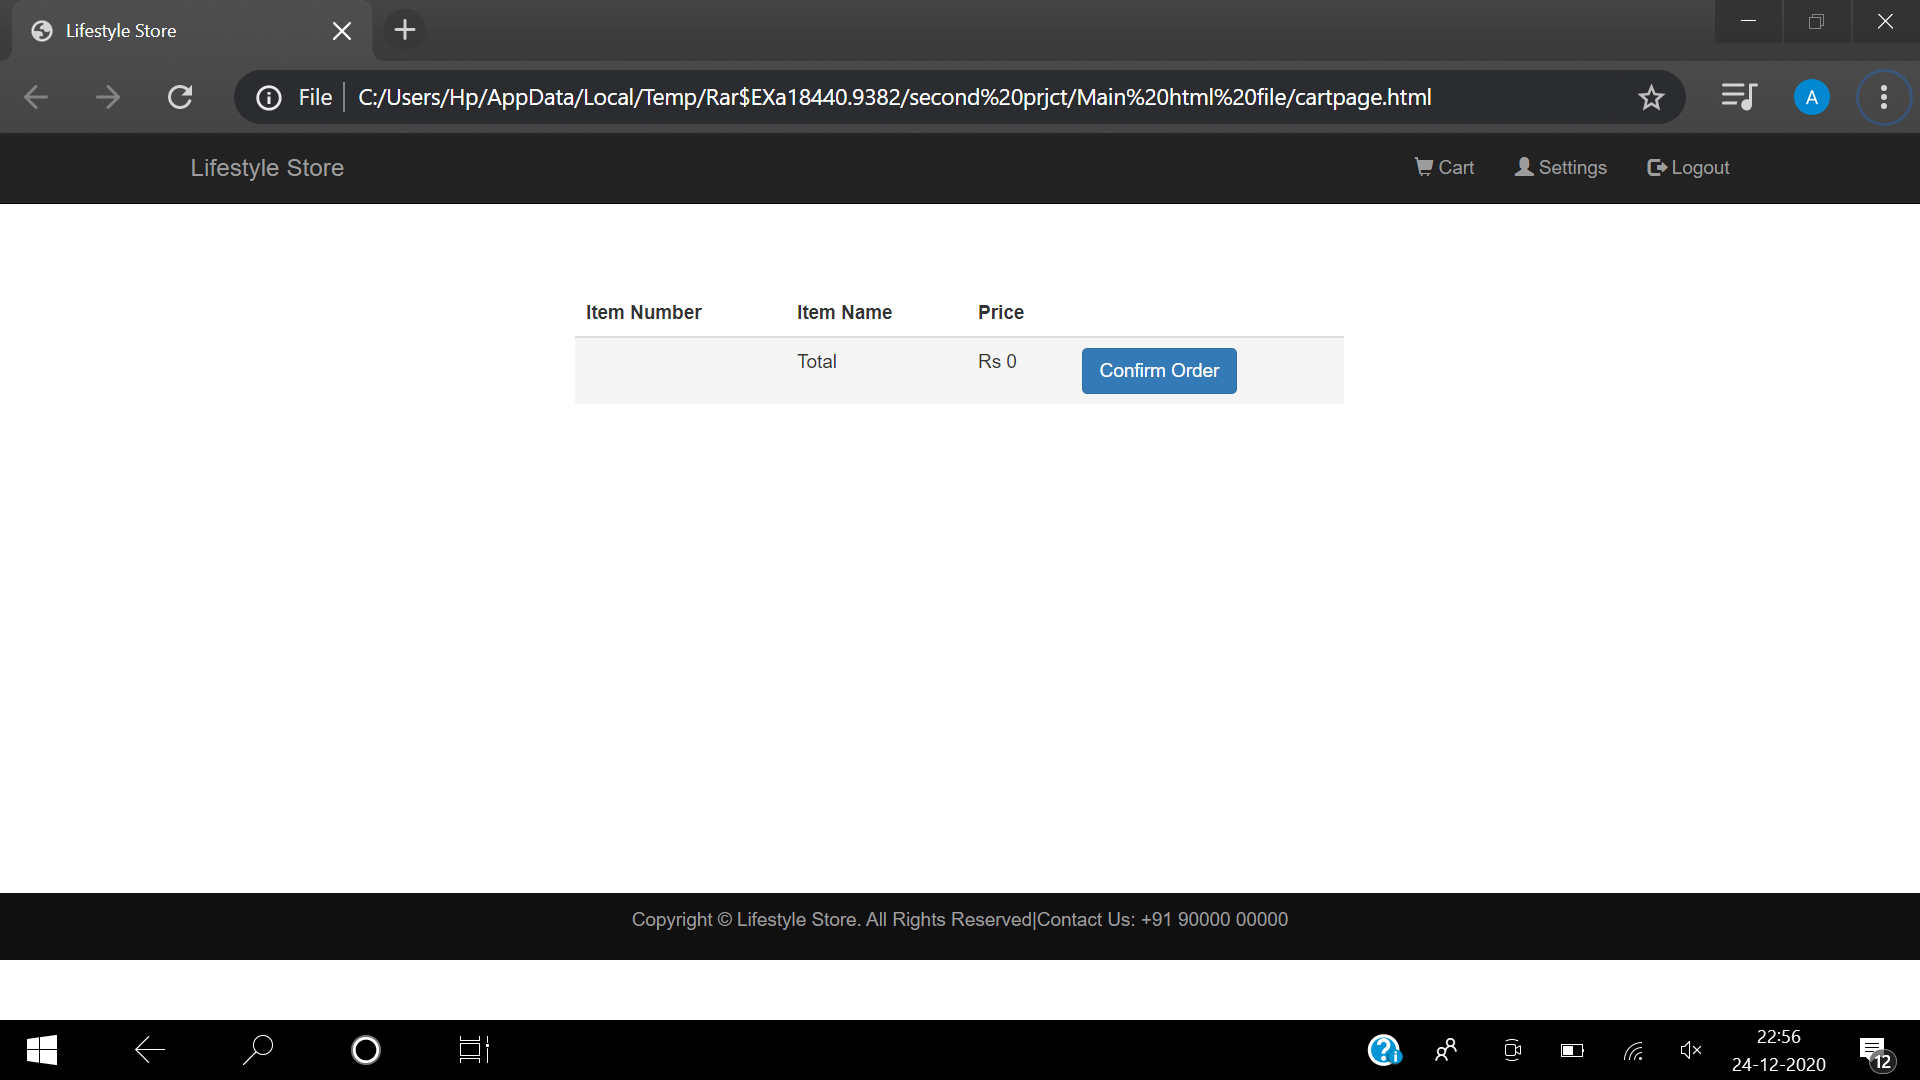 Lifestyle Store
File
C:/Users/Hp/AppData/Local/Temp/Rar$EXa18440.9382/second%20prjct/Main%20html%20file/cartpage.html
A
Lifestyle Store
Cart
Settings
Logout
Item Number Item Name Price
Total Rs 0 Confirm Order
Copyright © Lifestyle Store. All Rights Reserved|Contact Us: +91 90000 00000
22:56
24-12-2020
12